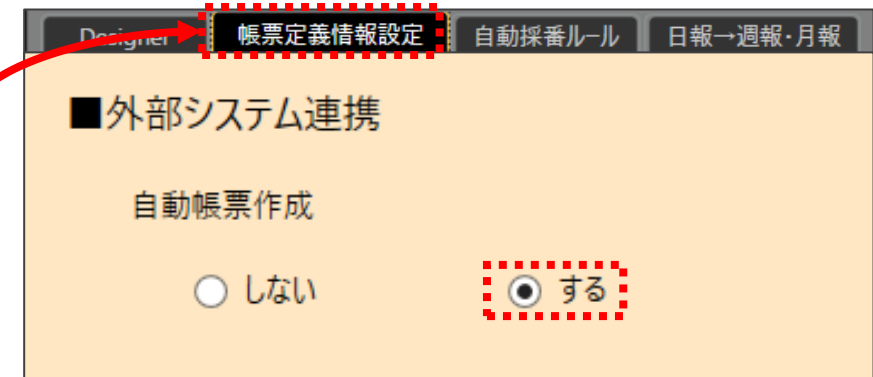 Designer 帳票定義情報設定 自動採番ルール 日報→週報・月報
■外部システム連携
自動帳票作成
しない する